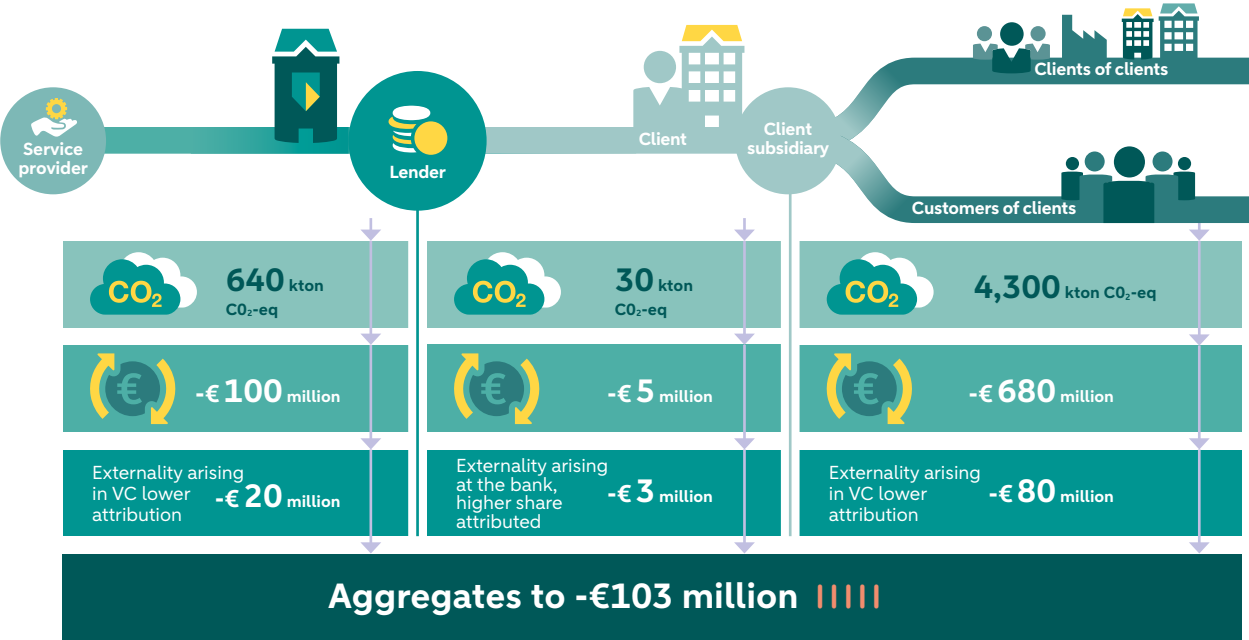 Service
provider
Lender
Client
Client
subsidiary
Clients of clients
Customers of clients
CO₂
640 kton
C0₂-eq
CO₂
30 kton
C0₂-eq
CO₂
4,300 kton C0₂-eq
€
-€ 100 million
€
-€ 5 million
€
-€ 680 million
Externality arising
in VC lower
attribution
-€ 20 million
Externality arising
at the bank,
higher share
attributed
-€ 3 million
Externality arising
in VC lower
attribution
-€ 80 million
Aggregates to -€103 million